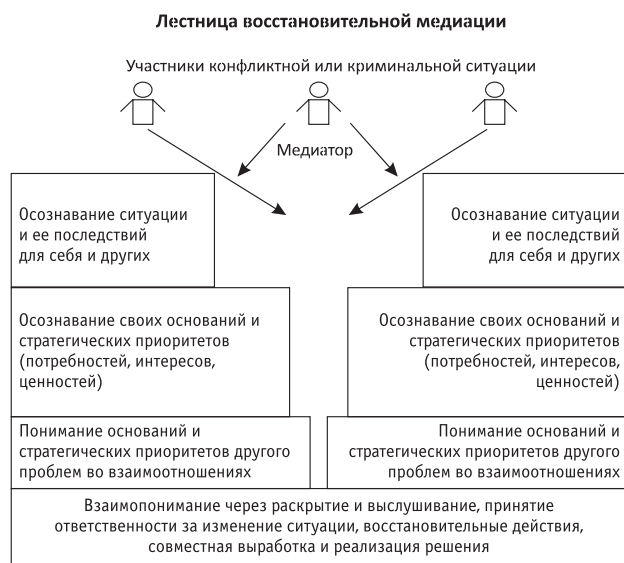 Лестница восстановительной медиации
Участники конфликтной или криминальной ситуации
Медиатор
Осознавание ситуации
и ее последствий
для себя и других
Осознавание ситуации
и ее последствий
для себя и других
Осознавание своих оснований и
стратегических приоритетов
(потребностей, интересов,
ценностей)
Осознавание своих оснований и
стратегических приоритетов
(потребностей, интересов,
ценностей)
Понимание оснований и
стратегических приоритетов другого
проблем во взаимоотношениях
Понимание оснований и
стратегических приоритетов другого
проблем во взаимоотношениях
Взаимопонимание через раскрытие и выслушивание, принятие
ответственности за изменение ситуации, восстановительные действия,
совместная выработка и реализация решения